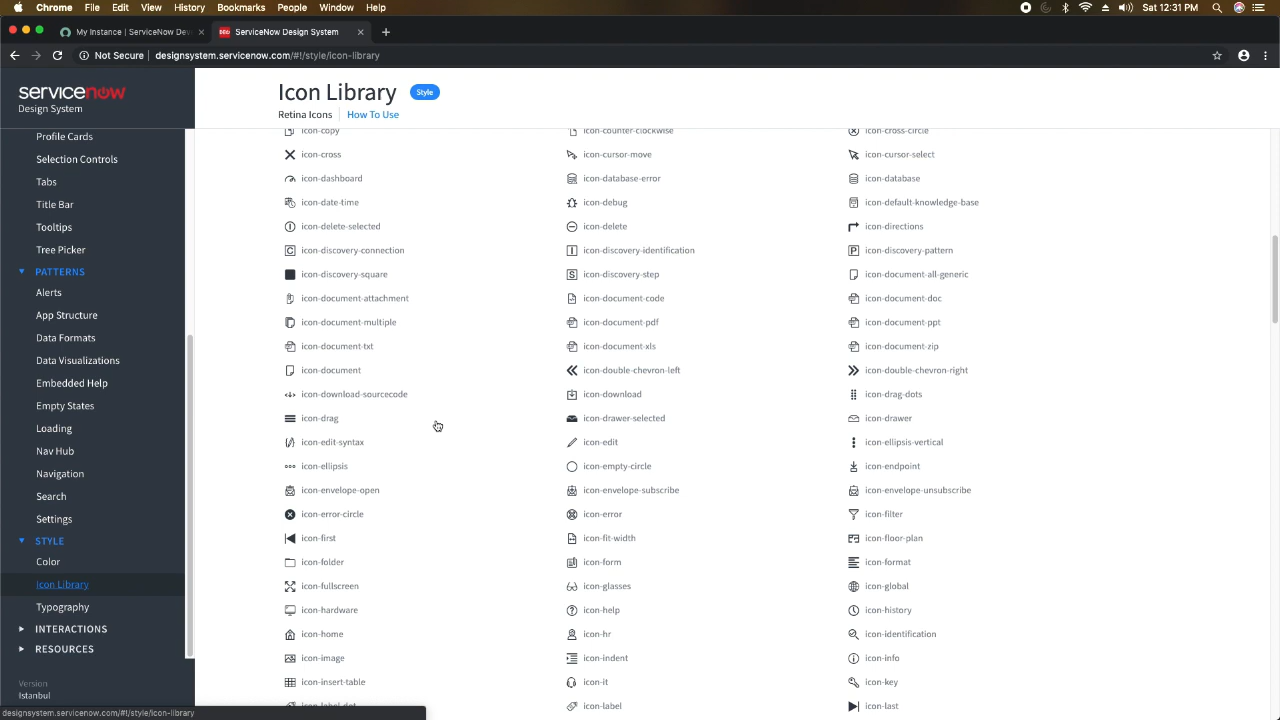 Chrome File Edit View History Bookmarks People Tab Window Help
Sat 12:31 PM
My Instance | ServiceNow Dev
ServiceNow Design System
Not Secure | designsystem.servicenow.com/#!/style/icon-library
servicenow
Design System
Icon Library Style
Retina Icons How To Use
Profile Cards
Selection Controls
Tabs
Title Bar
Tooltips
Tree Picker
PATTERNS
Alerts
App Structure
Data Formats
Data Visualizations
Embedded Help
Empty States
Loading
Nav Hub
Navigation
Search
Settings
STYLE
Color
Icon Library
Typography
INTERACTIONS
RESOURCES
Version
Istanbul
designsystem.servicenow.com/#!/style/icon-library
icon-copy icon-counter-clockwise icon-cross-circle
icon-cross icon-cursor-move icon-cursor-select
icon-dashboard icon-database-error icon-database
icon-date-time icon-debug icon-default-knowledge-base
icon-delete-selected icon-delete icon-directions
icon-discovery-connection icon-discovery-identification icon-discovery-pattern
icon-discovery-square icon-discovery-step icon-document-all-generic
icon-document-attachment icon-document-code icon-document-doc
icon-document-multiple icon-document-pdf icon-document-ppt
icon-document-txt icon-document-xls icon-document-zip
icon-document icon-double-chevron-left icon-double-chevron-right
icon-download-sourcecode icon-download icon-drag-dots
icon-drag icon-drawer-selected icon-drawer
icon-edit-syntax icon-edit icon-ellipsis-vertical
icon-ellipsis icon-empty-circle icon-endpoint
icon-envelope-open icon-envelope-subscribe icon-envelope-unsubscribe
icon-error-circle icon-error icon-filter
icon-first icon-fit-width icon-floor-plan
icon-folder icon-form icon-format
icon-fullscreen icon-glasses icon-global
icon-hardware icon-help icon-history
icon-home icon-hr icon-identification
icon-image icon-indent icon-info
icon-insert-table icon-it icon-key
icon-label-dot icon-label icon-last